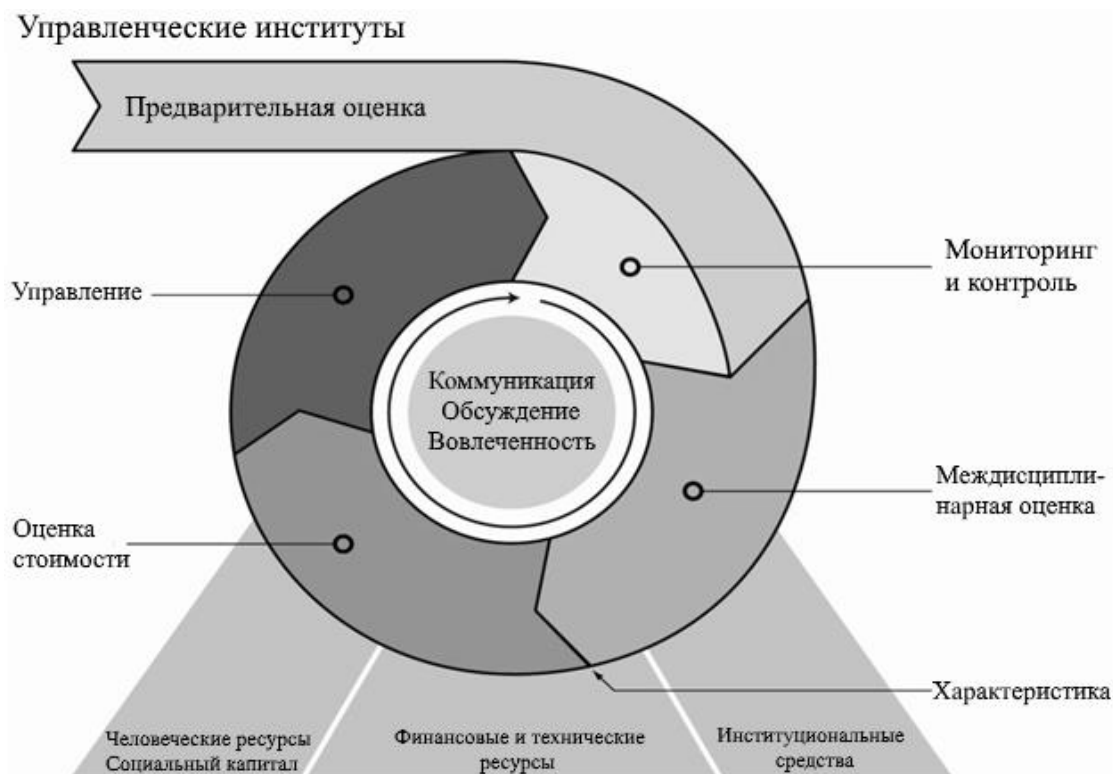 Управленческие институты
Предварительная оценка
Мониторинг
и контроль
Управление
Коммуникация
Обсуждение
Вовлеченность
Междисципли-
нарная оценка
Оценка
стоимости
Характеристика
Человеческие ресурсы
Социальный капитал
Финансовые и технические
ресурсы
Институциональные
средства